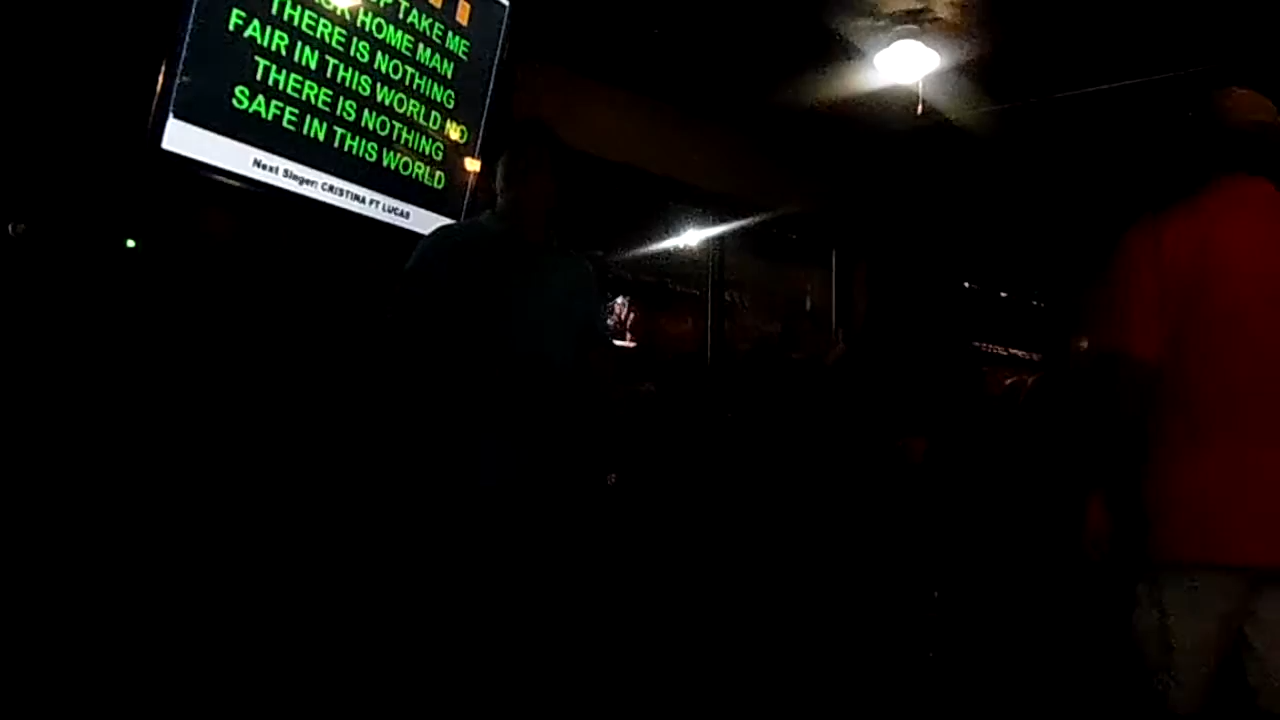 TAKE ME
HOME MAN
THERE IS NOTHING
FAIR IN THIS WORLD NO
THERE IS NOTHING
SAFE IN THIS WORLD
Next Singer: CRISTINA FT LUCAS